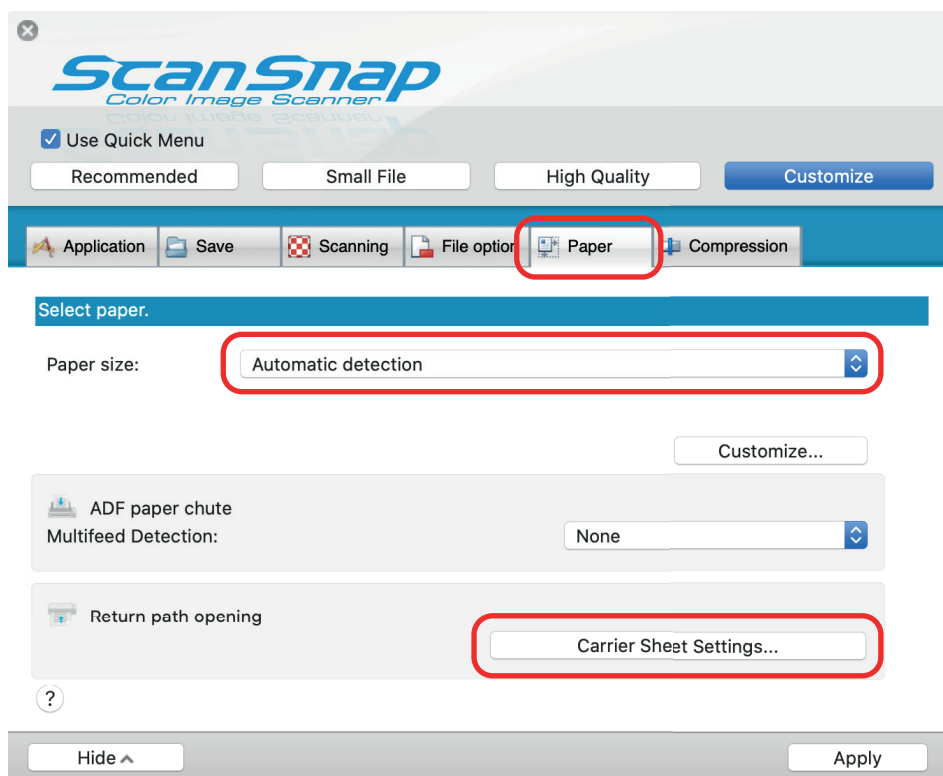 ScanSnap
Color Image Scanner
Use Quick Menu
Recommended Small File High Quality Customize
Application Save Scanning File option Paper Compression
Select paper.
Paper size: Automatic detection
Customize...
ADF paper chute
Multifeed Detection: None
Return path opening
Carrier Sheet Settings...
?
Hide Apply